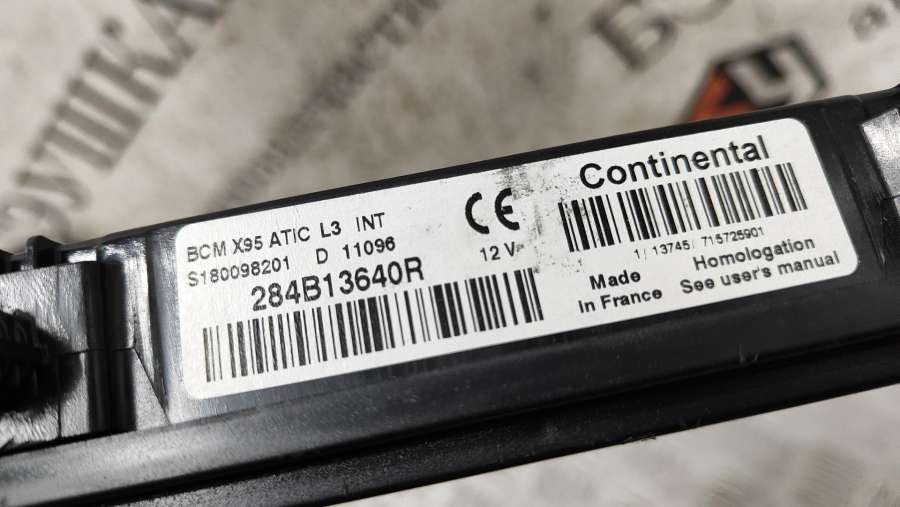 BCM X95 ATIC L3 INT
S180098201 D 11096
284B13640R
CE
12 V
Continental
1/ 13745/ 715725901
Made
in France
Homologation
See user's manual